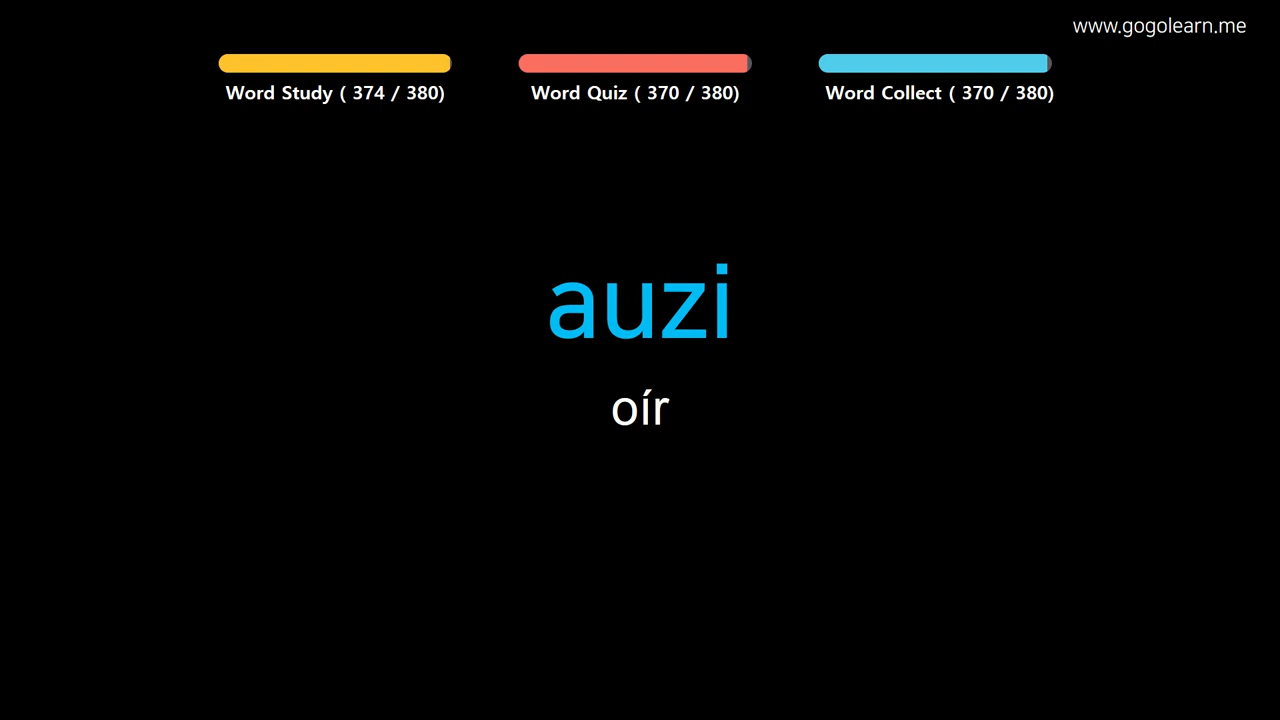 www.gogolearn.me
Word Study ( 374 / 380)
Word Quiz ( 370 / 380)
Word Collect ( 370 / 380)
auzi
oír